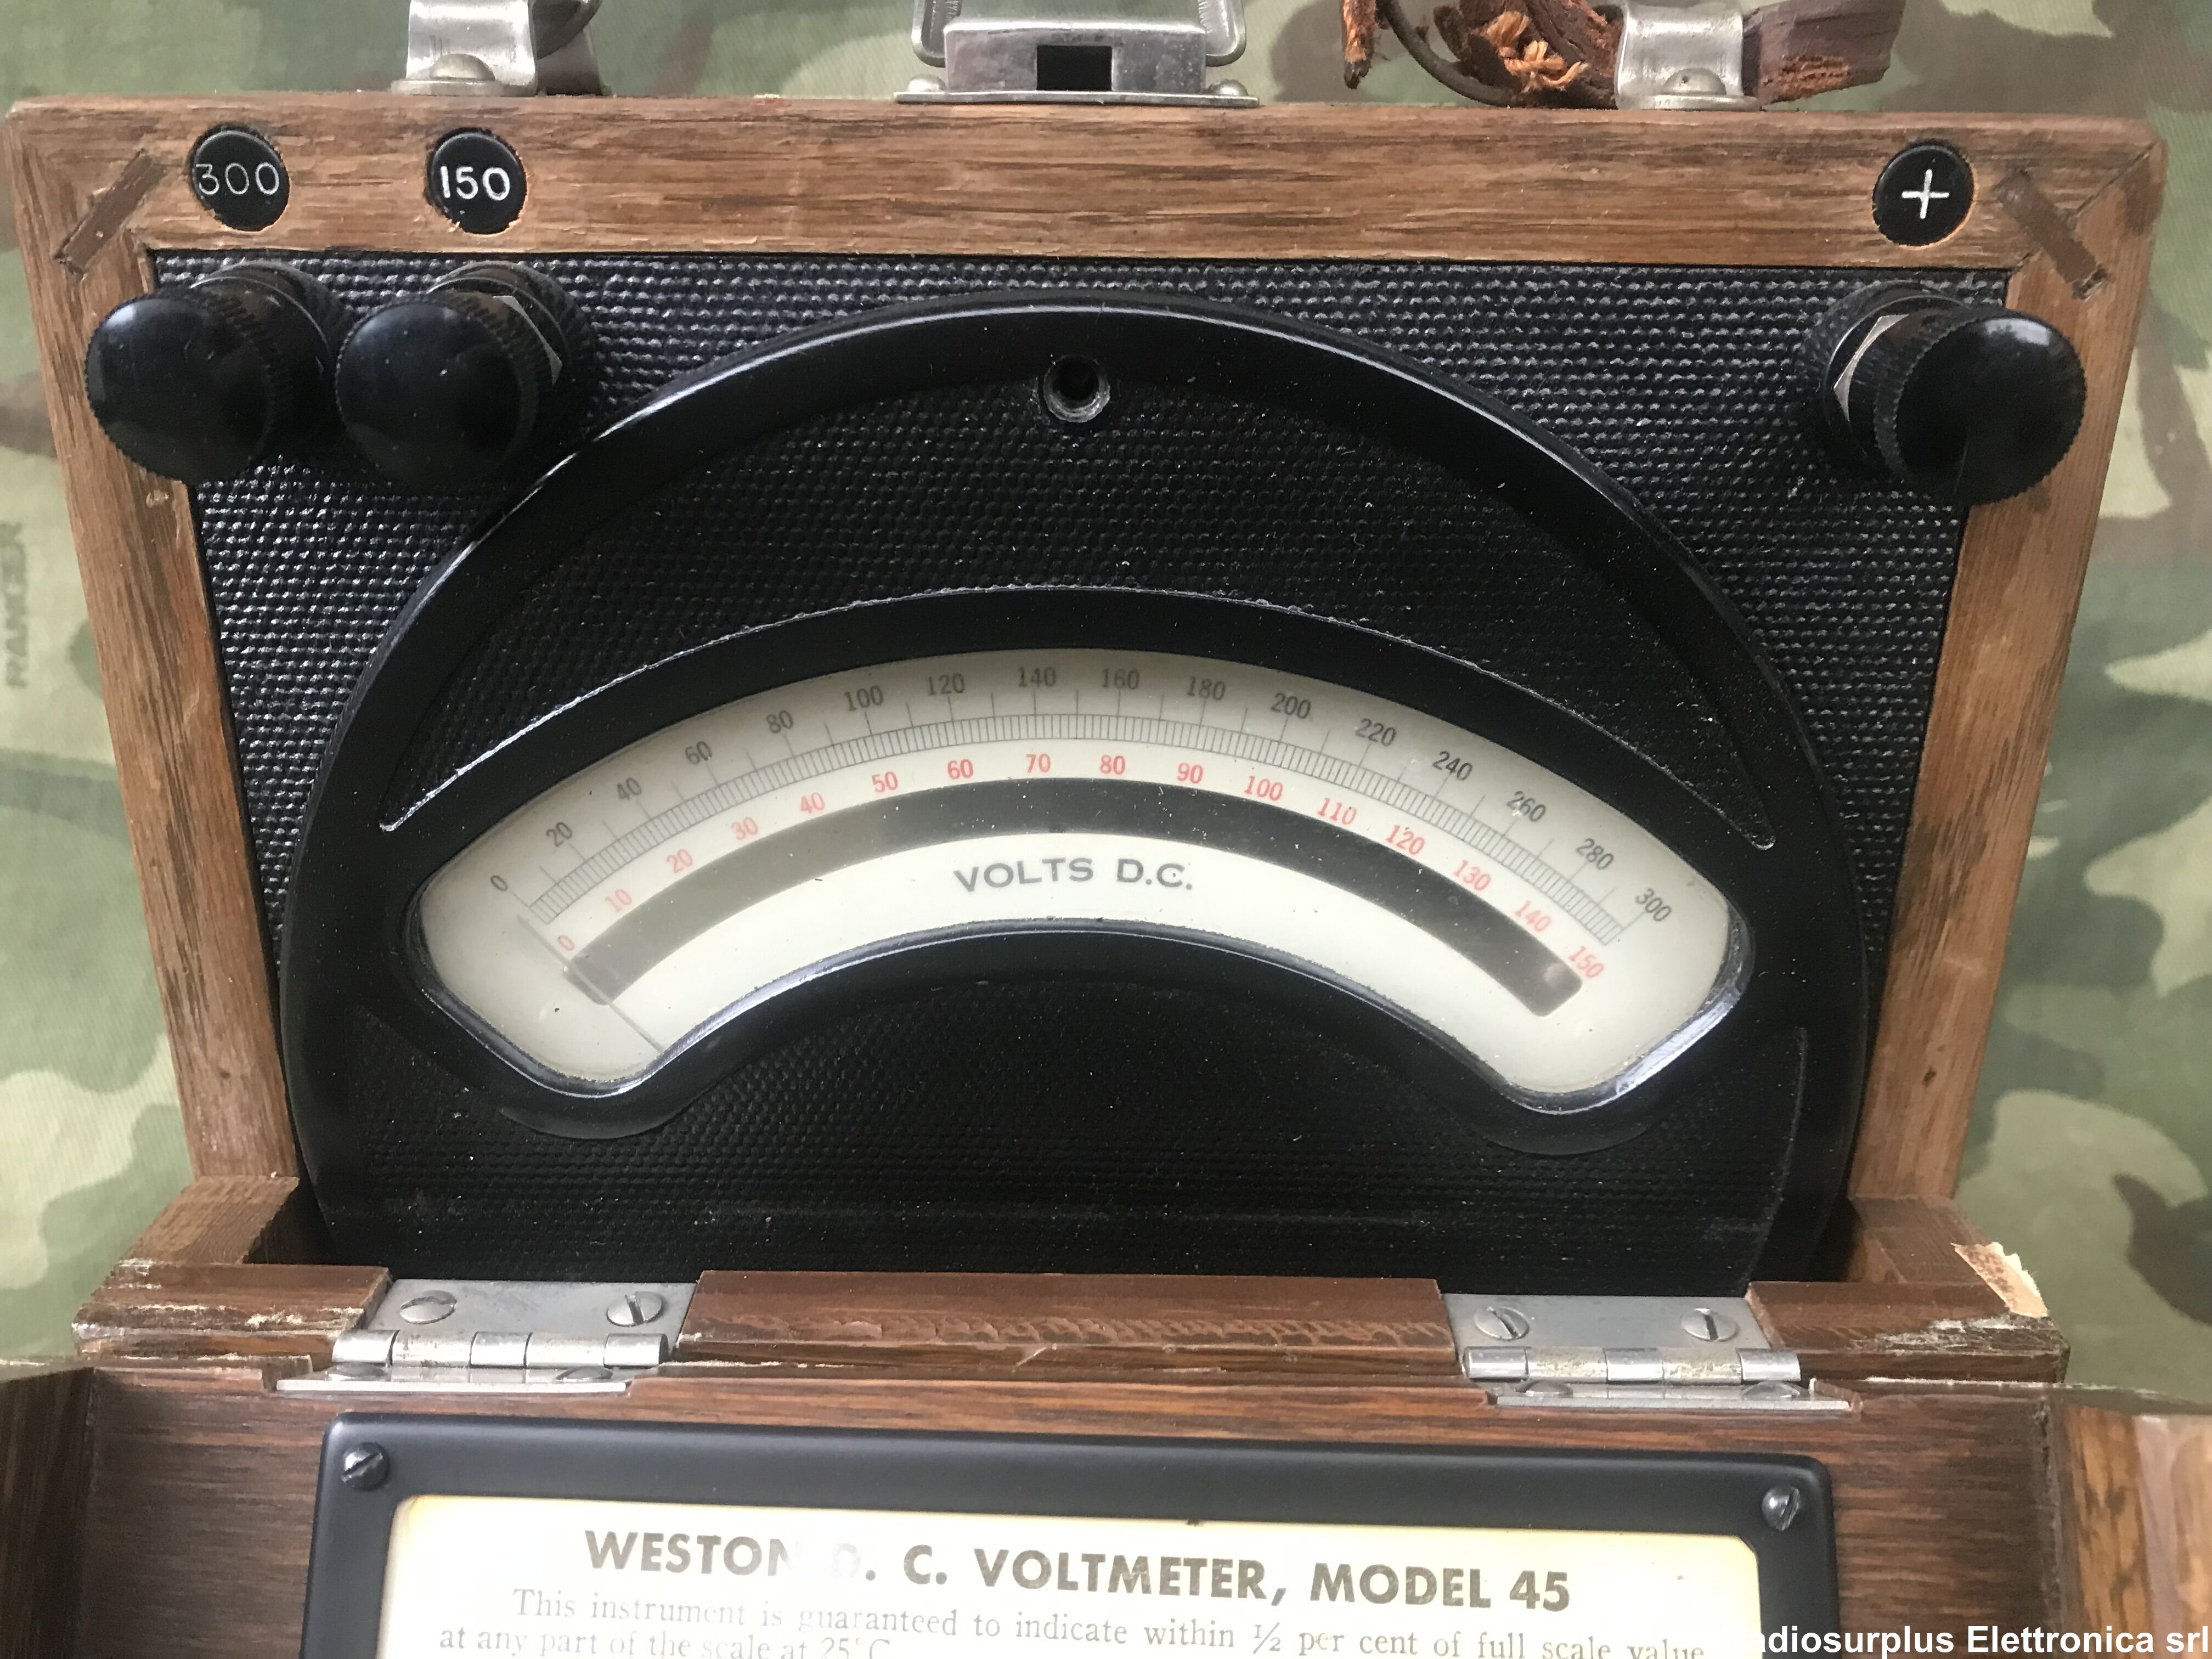 300 150 +
RANGER
0 20 40 60 80 100 120 140 160 180 200 220 240 260 280 300
0 10 20 30 40 50 60 70 80 90 100 110 120 130 140 150
VOLTS D.C.
WESTON D. C. VOLTMETER, MODEL 45
This instrument is guaranteed to indicate within ½ per cent of full scale value
at any part of the scale at 25°C
adiosurplus Elettronica srl